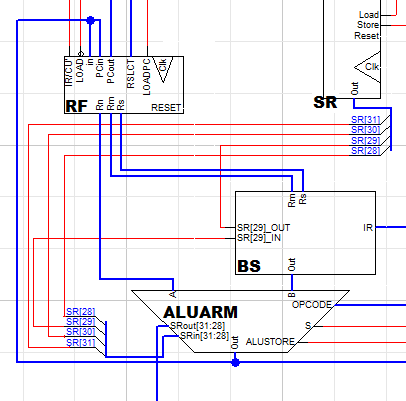 Load
Store
Reset
Clk
Out
SR
IR/CU
LOAD
in
PCin
PCout
RSLCT
LOADPC
Clk
RF
Rn
Rm
Rs
RESET
SR[31]
SR[30]
SR[29]
SR[28]
Rm
Rs
SR[29]_OUT
SR[29]_IN
IR
BS
Out
A
B
OPCODE
ALUARM
SR[28]
SR[29]
SR[30]
SR[31]
SRout[31:28]
SRin[31:28]
S
ALUSTORE
Out